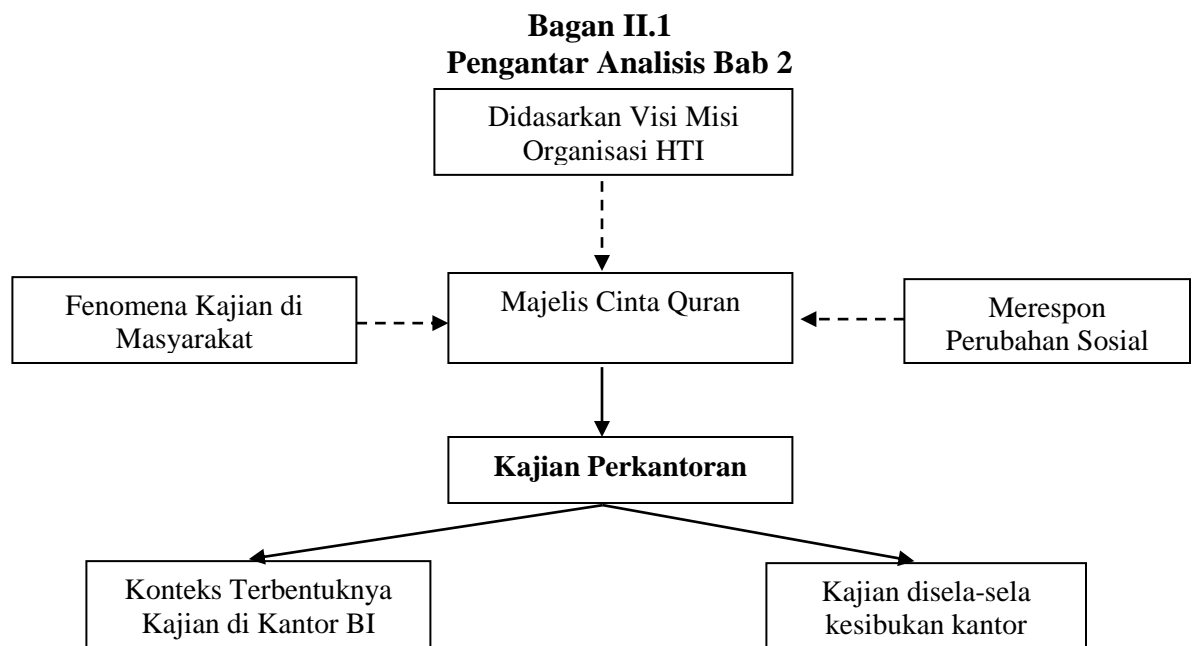 Bagan II.1
Pengantar Analisis Bab 2
Didasarkan Visi Misi
Organisasi HTI
Fenomena Kajian di
Masyarakat
Majelis Cinta Quran
Merespon
Perubahan Sosial
Kajian Perkantoran
Konteks Terbentuknya
Kajian di Kantor BI
Kajian disela-sela
kesibukan kantor